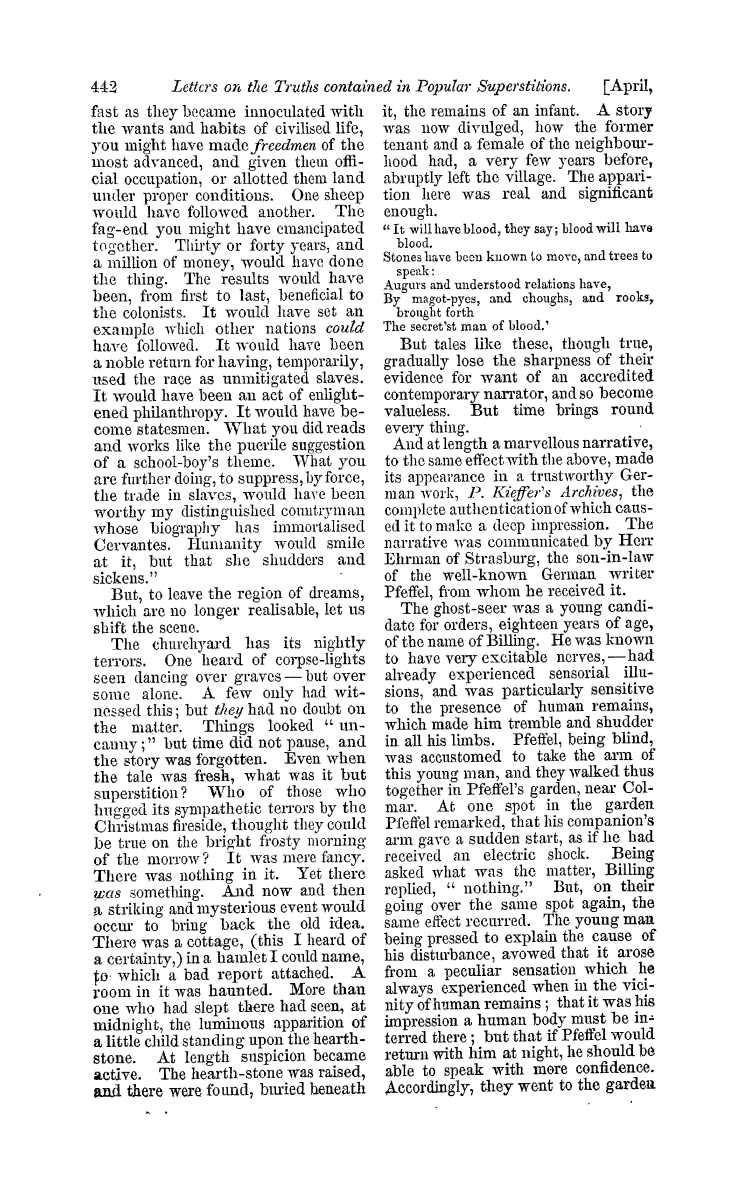 442 Letters on the Truths contained in Popular Superstitions. [April,
fast as they became innoculated with
the wants and habits of civilised life,
you might have made freedmen of the
most advanced, and given them offi-
cial occupation, or allotted them land
under proper conditions. One sheep
would have followed another. The
fag-end you might have emancipated
together. Thirty or forty years, and
a million of money, would have done
the thing. The results would have
been, from first to last, beneficial to
the colonists. It would have set an
example which other nations could
have followed. It would have been
a noble return for having, temporarily,
used the race as unmitigated slaves.
It would have been an act of enlight-
ened philanthropy. It would have be-
come statesmen. What you did reads
and works like the puerile suggestion
of a school-boy's theme. What you
are further doing, to suppress, by force,
the trade in slaves, would have been
worthy my distinguished countryman
whose biography has immortalised
Cervantes. Humanity would smile
at it, but that she shudders and
sickens."
But, to leave the region of dreams,
which are no longer realisable, let us
shift the scene.
The churchyard has its nightly
terrors. One heard of corpse-lights
seen dancing over graves—but over
some alone. A few only had wit-
nessed this; but they had no doubt on
the matter. Things looked "un-
canny;" but time did not pause, and
the story was forgotten. Even when
the tale was fresh, what was it but
superstition? Who of those who
hugged its sympathetic terrors by the
Christmas fireside, thought they could
be true on the bright frosty morning
of the morrow? It was mere fancy.
There was nothing in it. Yet there
was something. And now and then
a striking and mysterious event would
occur to bring back the old idea.
There was a cottage, (this I heard of
a certainty,) in a hamlet I could name,
to which a bad report attached. A
room in it was haunted. More than
one who had slept there had seen, at
midnight, the luminous apparition of
a little child standing upon the hearth-
stone. At length suspicion became
active. The hearth-stone was raised,
and there were found, buried beneath
it, the remains of an infant. A story
was now divulged, how the former
tenant and a female of the neighbour-
hood had, a very few years before,
abruptly left the village. The appari-
tion here was real and significant
enough.
"It will have blood, they say; blood will have
blood.
Stones have been known to move, and trees to
speak:
Augurs and understood relations have,
By magot-pyes, and choughs, and rooks,
brought forth
The secret'st man of blood.'
But tales like these, though true,
gradually lose the sharpness of their
evidence for want of an accredited
contemporary narrator, and so become
valueless. But time brings round
every thing.
And at length a marvellous narrative,
to the same effect with the above, made
its appearance in a trustworthy Ger-
man work, P. Kieffer's Archives, the
complete authentication of which caus-
ed it to make a deep impression. The
narrative was communicated by Herr
Ehrman of Strasburg, the son-in-law
of the well-known German writer
Pfeffel, from whom he received it.
The ghost-seer was a young candi-
date for orders, eighteen years of age,
of the name of Billing. He was known
to have very excitable nerves,—had
already experienced sensorial illu-
sions, and was particularly sensitive
to the presence of human remains,
which made him tremble and shudder
in all his limbs. Pfeffel, being blind,
was accustomed to take the arm of
this young man, and they walked thus
together in Pfeffel's garden, near Col-
mar. At one spot in the garden
Pfeffel remarked, that his companion's
arm gave a sudden start, as if he had
received an electric shock. Being
asked what was the matter, Billing
replied, "nothing." But, on their
going over the same spot again, the
same effect recurred. The young man
being pressed to explain the cause of
his disturbance, avowed that it arose
from a peculiar sensation which he
always experienced when in the vici-
nity of human remains; that it was his
impression a human body must be in-
terred there; but that if Pfeffel would
return with him at night, he should be
able to speak with more confidence.
Accordingly, they went to the garden